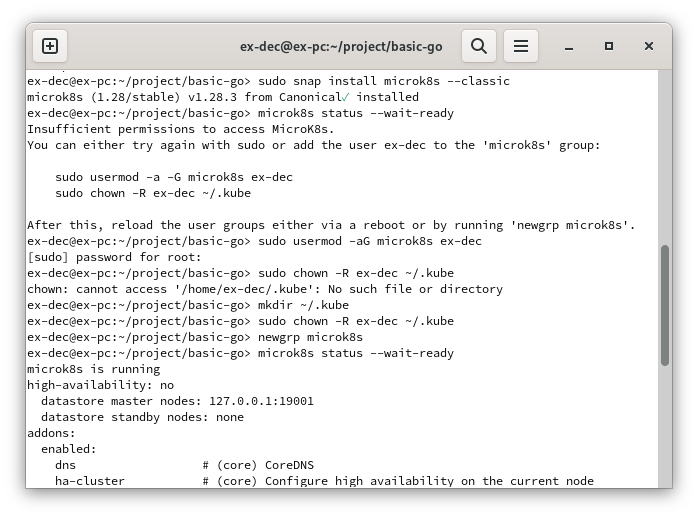 ex-dec@ex-pc:~/project/basic-go
ex-dec@ex-pc:~/project/basic-go> sudo snap install microk8s --classic
microk8s (1.28/stable) v1.28.3 from Canonical✓ installed
ex-dec@ex-pc:~/project/basic-go> microk8s status --wait-ready
Insufficient permissions to access MicroK8s.
You can either try again with sudo or add the user ex-dec to the 'microk8s' group:

    sudo usermod -a -G microk8s ex-dec
    sudo chown -R ex-dec ~/.kube

After this, reload the user groups either via a reboot or by running 'newgrp microk8s'.
ex-dec@ex-pc:~/project/basic-go> sudo usermod -aG microk8s ex-dec
[sudo] password for root:
ex-dec@ex-pc:~/project/basic-go> sudo chown -R ex-dec ~/.kube
chown: cannot access '/home/ex-dec/.kube': No such file or directory
ex-dec@ex-pc:~/project/basic-go> mkdir ~/.kube
ex-dec@ex-pc:~/project/basic-go> sudo chown -R ex-dec ~/.kube
ex-dec@ex-pc:~/project/basic-go> newgrp microk8s
ex-dec@ex-pc:~/project/basic-go> microk8s status --wait-ready
microk8s is running
high-availability: no
  datastore master nodes: 127.0.0.1:19001
  datastore standby nodes: none
addons:
  enabled:
    dns                  # (core) CoreDNS
    ha-cluster           # (core) Configure high availability on the current node